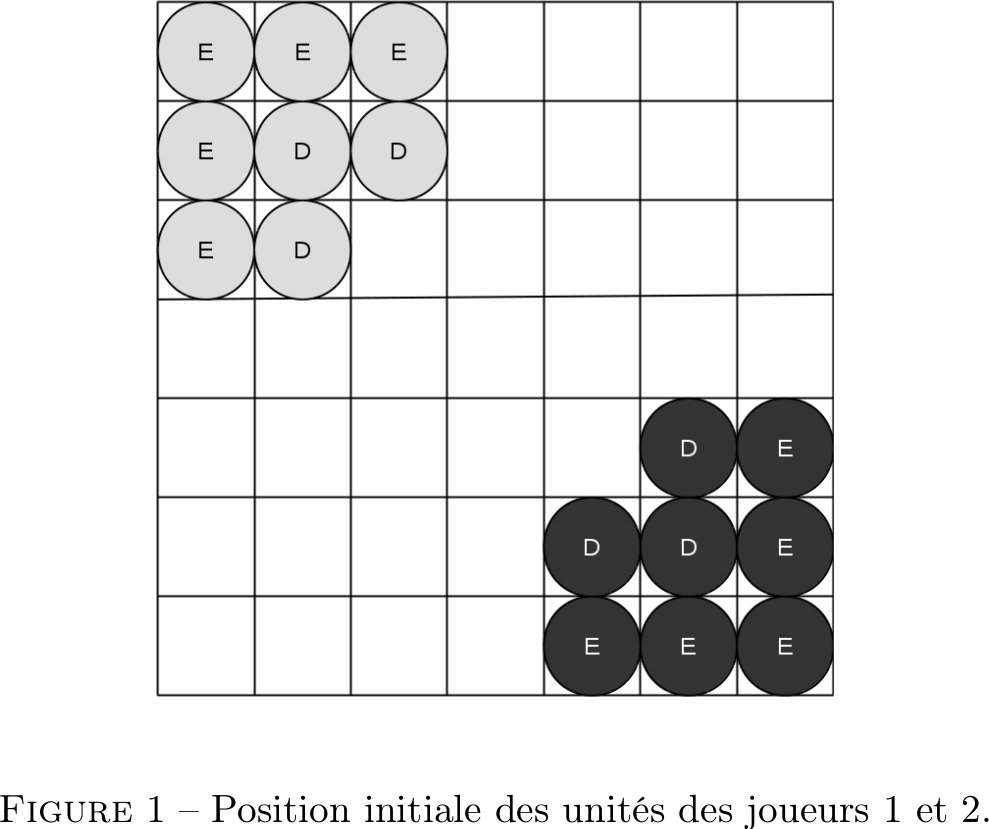 E E E
E D D
E D
D E
D D E
E E E
FIGURE 1 – Position initiale des unités des joueurs 1 et 2.